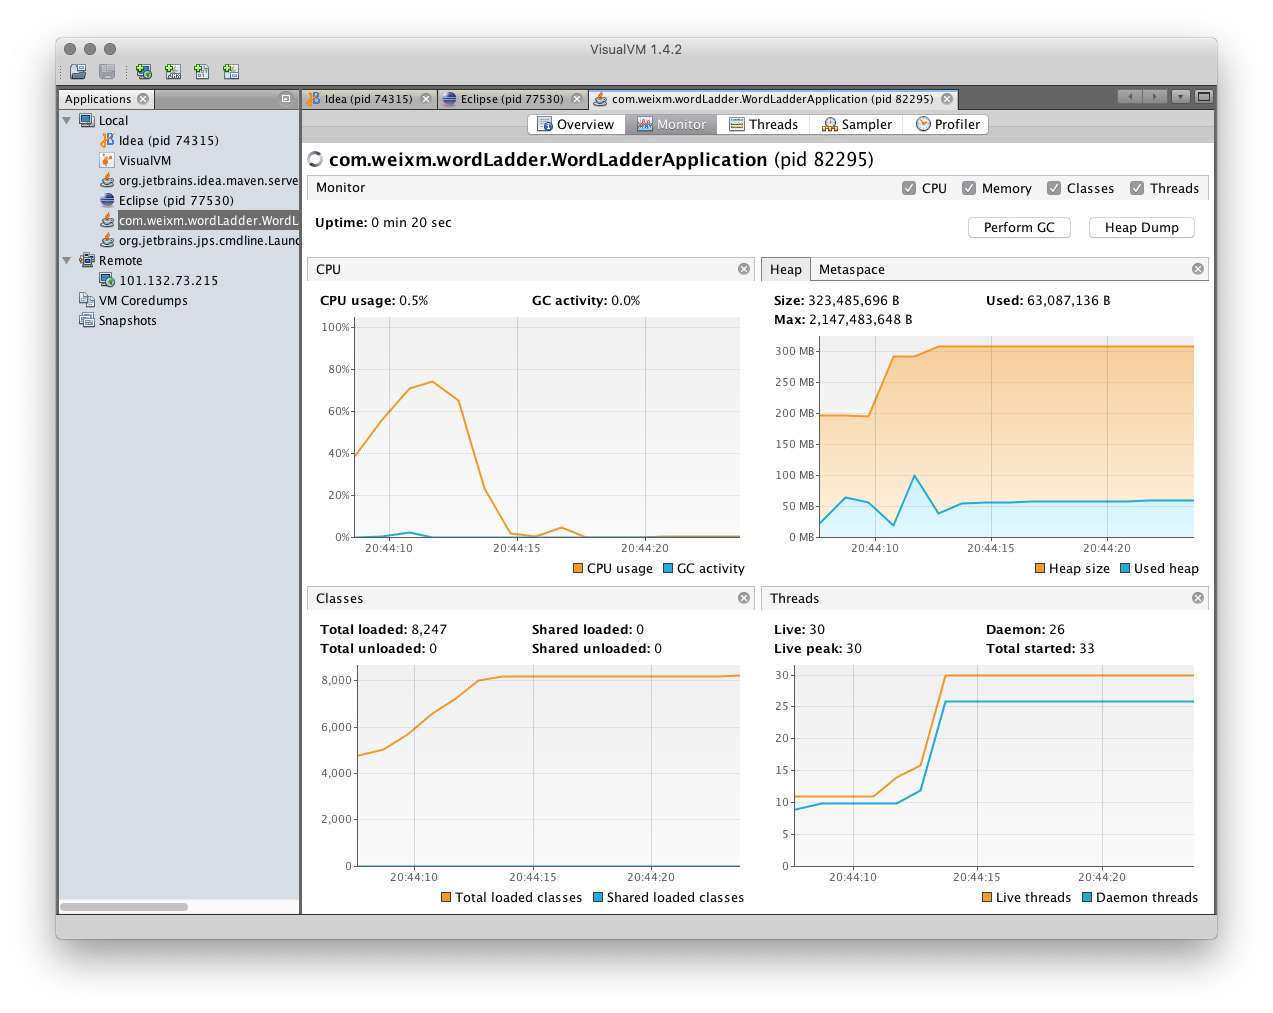 VisualVM 1.4.2
Applications
Idea (pid 74315)
Eclipse (pid 77530)
com.weixm.wordLadder.WordLadderApplication (pid 82295)
Local
Idea (pid 74315)
VisualVM
org.jetbrains.idea.maven.serve
Eclipse (pid 77530)
com.weixm.wordLadder.WordL
org.jetbrains.jps.cmdline.Laun
Remote
101.132.73.215
VM Coredumps
Snapshots
Overview
Monitor
Threads
Sampler
Profiler
com.weixm.wordLadder.WordLadderApplication (pid 82295)
Monitor
CPU
Memory
Classes
Threads
Uptime: 0 min 20 sec
Perform GC
Heap Dump
CPU
CPU usage: 0.5%
GC activity: 0.0%
100%
80%
60%
40%
20%
0%
20:44:10
20:44:15
20:44:20
CPU usage
GC activity
Heap
Metaspace
Size: 323,485,696 B
Used: 63,087,136 B
Max: 2,147,483,648 B
300 MB
250 MB
200 MB
150 MB
100 MB
50 MB
0 MB
20:44:10
20:44:15
20:44:20
Heap size
Used heap
Classes
Total loaded: 8,247
Shared loaded: 0
Total unloaded: 0
Shared unloaded: 0
8,000
6,000
4,000
2,000
0
20:44:10
20:44:15
20:44:20
Total loaded classes
Shared loaded classes
Threads
Live: 30
Daemon: 26
Live peak: 30
Total started: 33
30
25
20
15
10
5
0
20:44:10
20:44:15
20:44:20
Live threads
Daemon threads